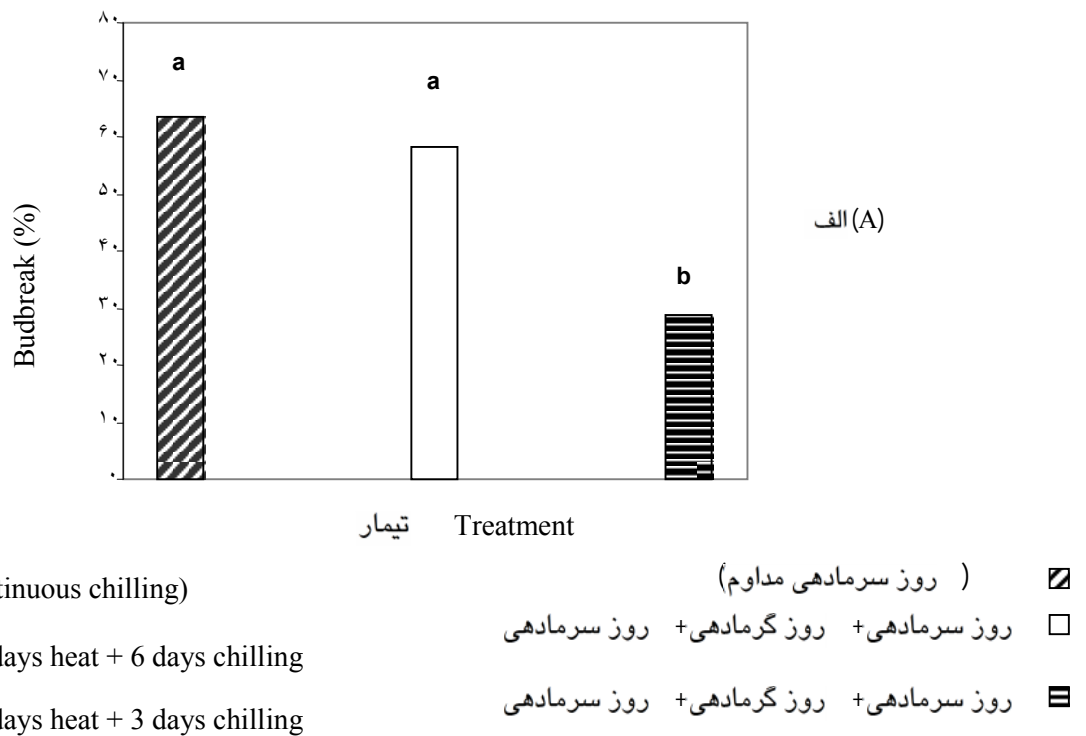 ۸۰
a
۷۰
a
۶۰
۵۰
(A) الف
۴۰
b
۳۰
۲۰
۱۰
۰
Budbreak (%)
تیمار Treatment
tinuous chilling)
( روز سرمادهی مداوم)
روز سرمادهی+ روز گرمادهی+ روز سرمادهی
days heat + 6 days chilling
روز سرمادهی+ روز گرمادهی+ روز سرمادهی
days heat + 3 days chilling